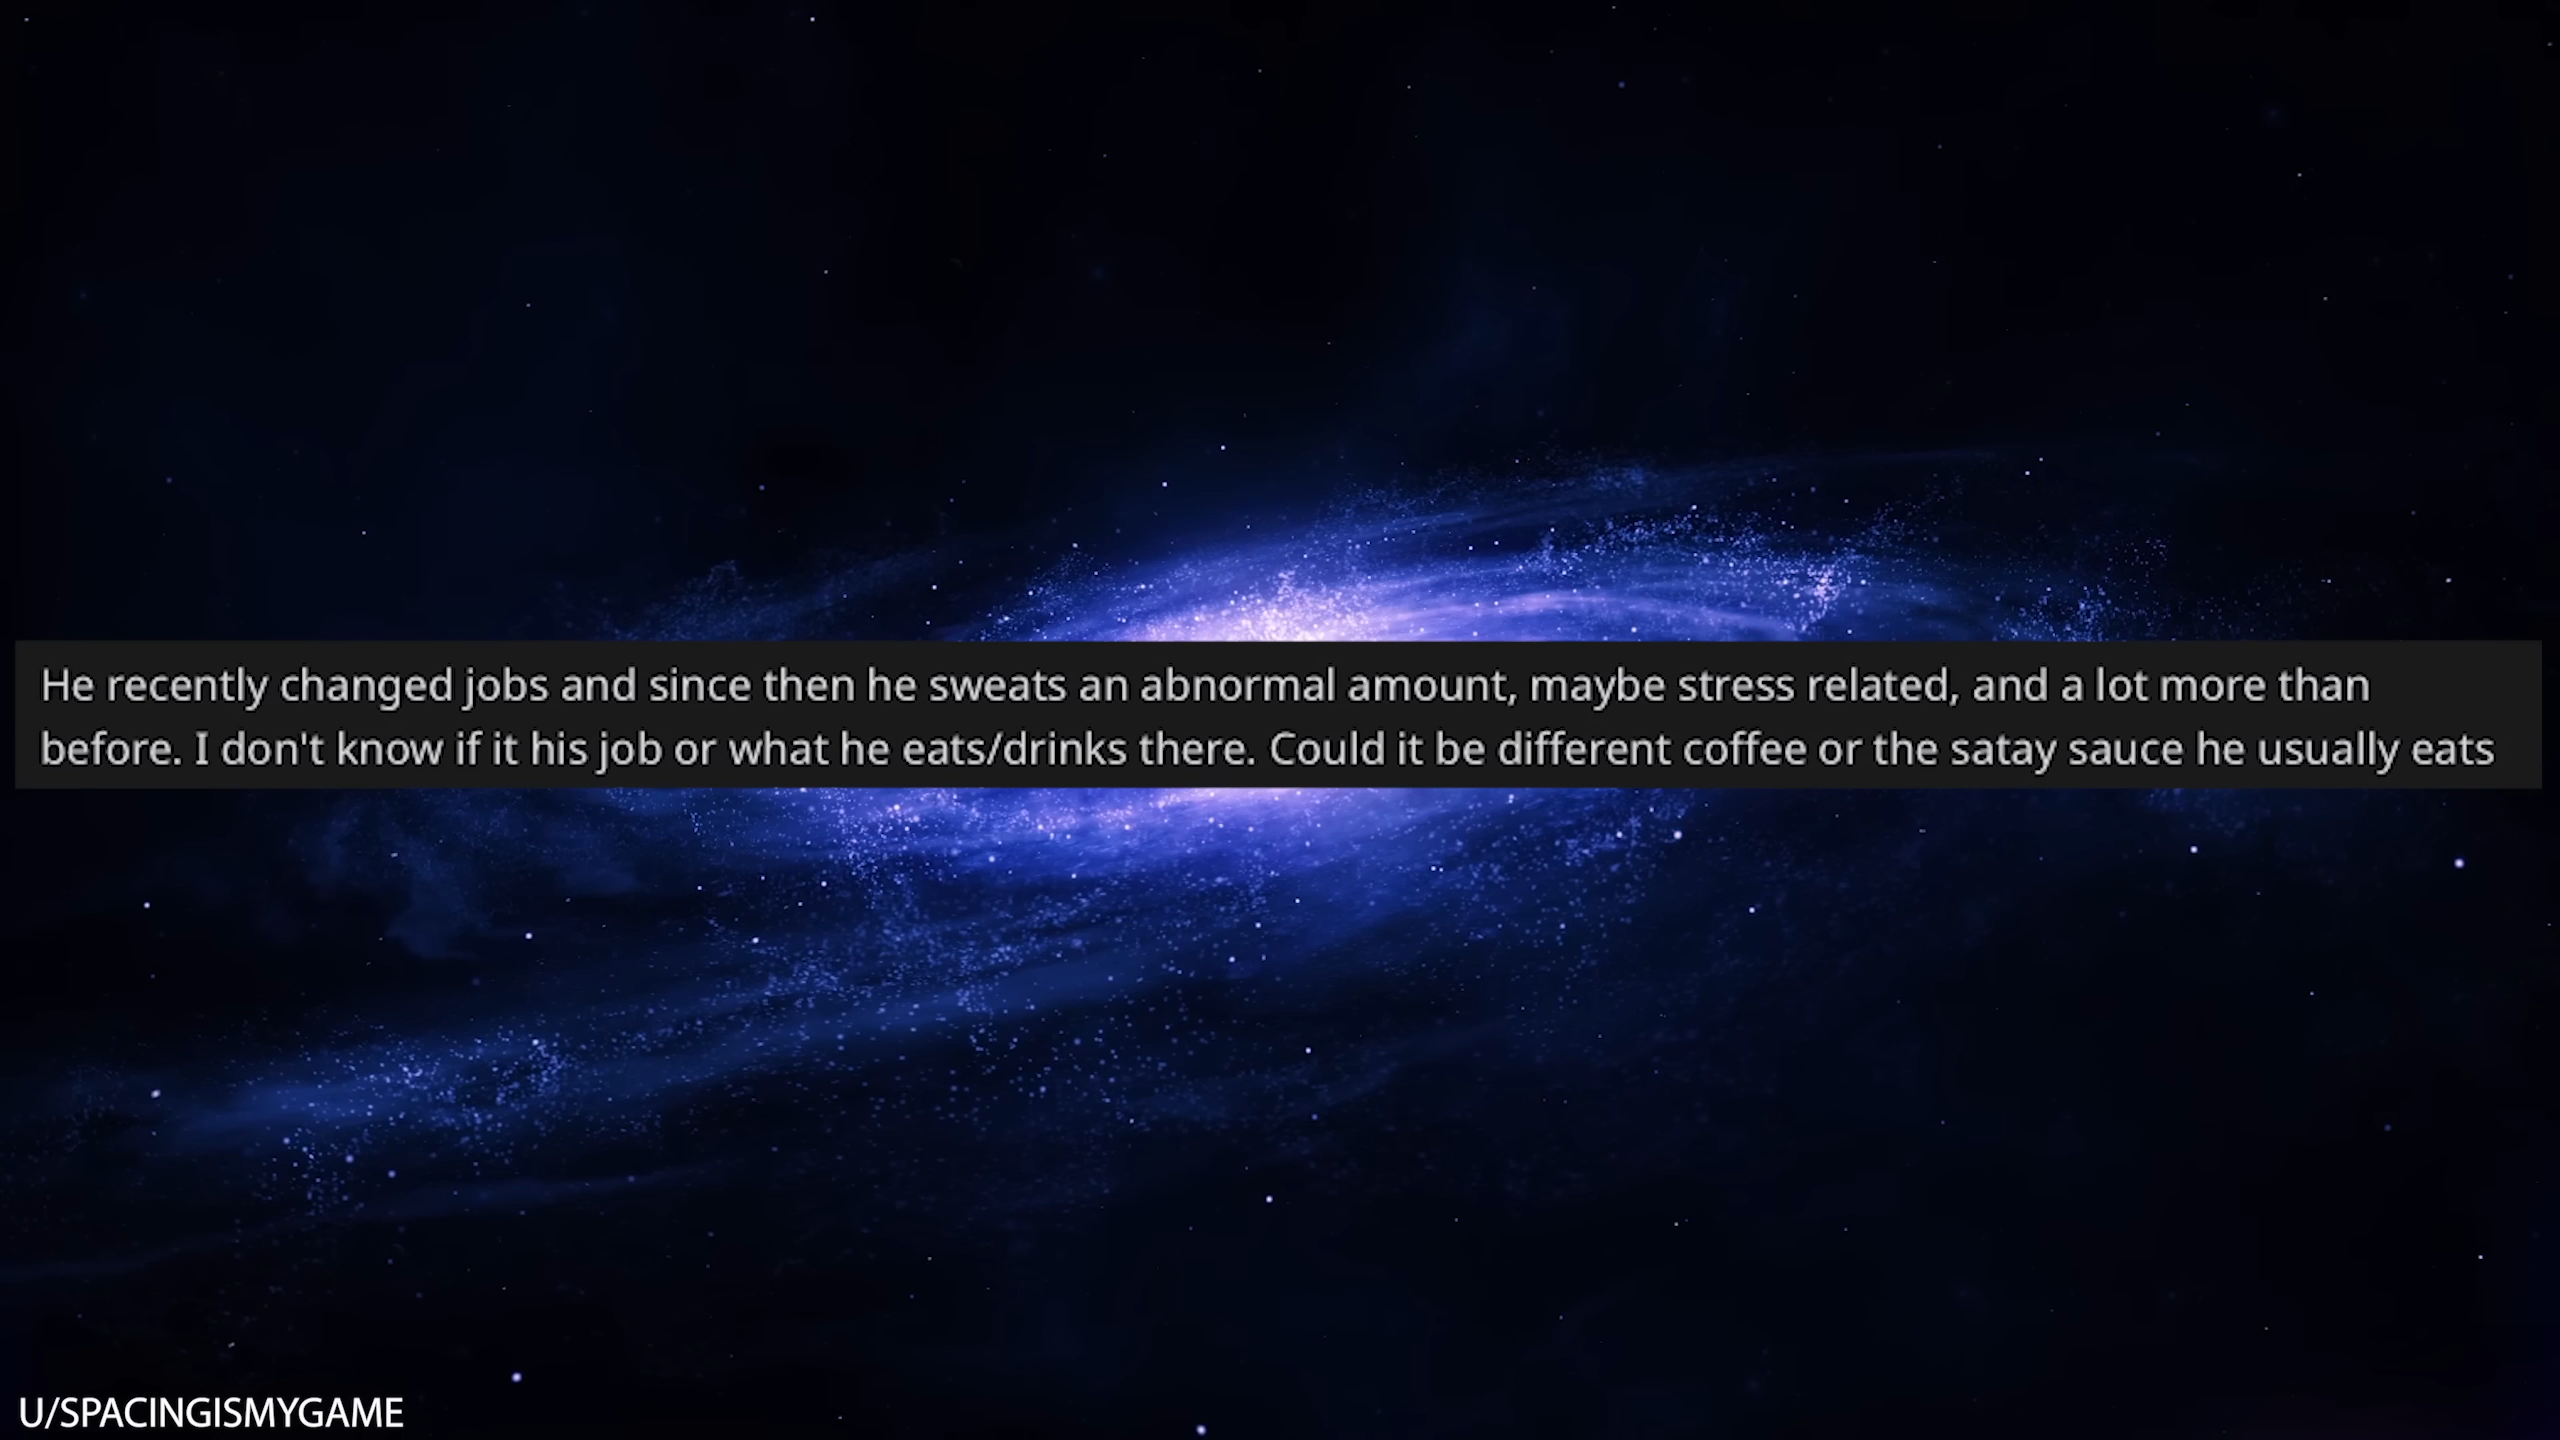 He recently changed jobs and since then he sweats an abnormal amount, maybe stress related, and a lot more than
before. I don't know if it his job or what he eats/drinks there. Could it be different coffee or the satay sauce he usually eats
U/SPACINGISMYGAME